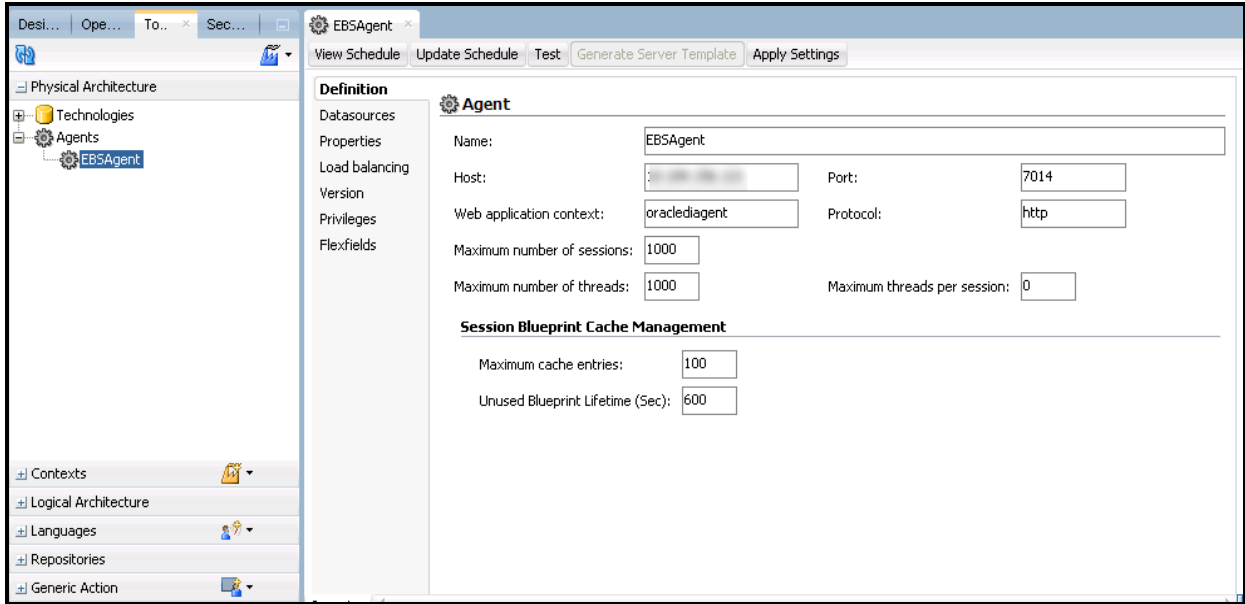 Desi... Ope... To.. Sec... EBSAgent
View Schedule Update Schedule Test Generate Server Template Apply Settings
Physical Architecture
Technologies
Agents
EBSAgent
Definition
Datasources
Properties
Load balancing
Version
Privileges
Flexfields
Agent
Name: EBSAgent
Host: Port: 7014
Web application context: oraclediagent Protocol: http
Maximum number of sessions: 1000
Maximum number of threads: 1000 Maximum threads per session: 0
Session Blueprint Cache Management
Maximum cache entries: 100
Unused Blueprint Lifetime (Sec): 600
Contexts
Logical Architecture
Languages
Repositories
Generic Action